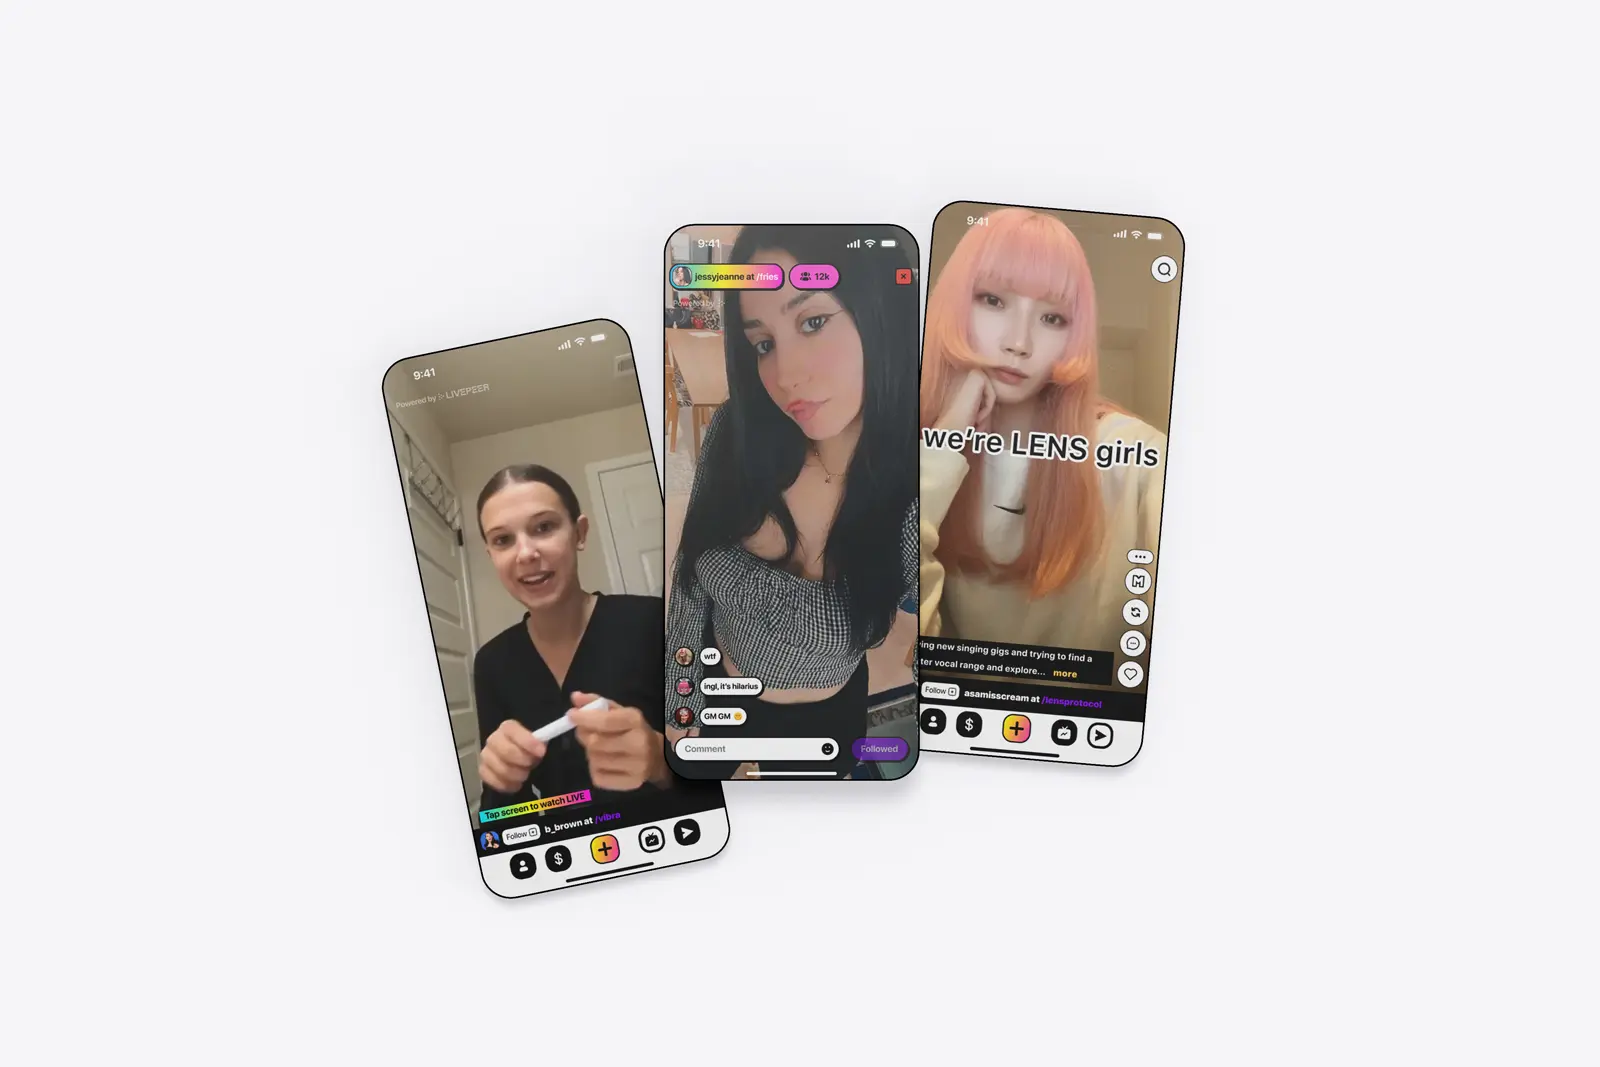 9:41
Powered by LIVEPEER
Tap screen to watch LIVE
Follow
b_brown at /vibra
9:41
jessyjeanne at /fries
12k
Powered by
wtf
ingl, it's hilarius
GM GM
Comment
Followed
9:41
we're LENS girls
ing new singing gigs and trying to find a
ter vocal range and explore... more
Follow
asamisscream at /lensprotocol